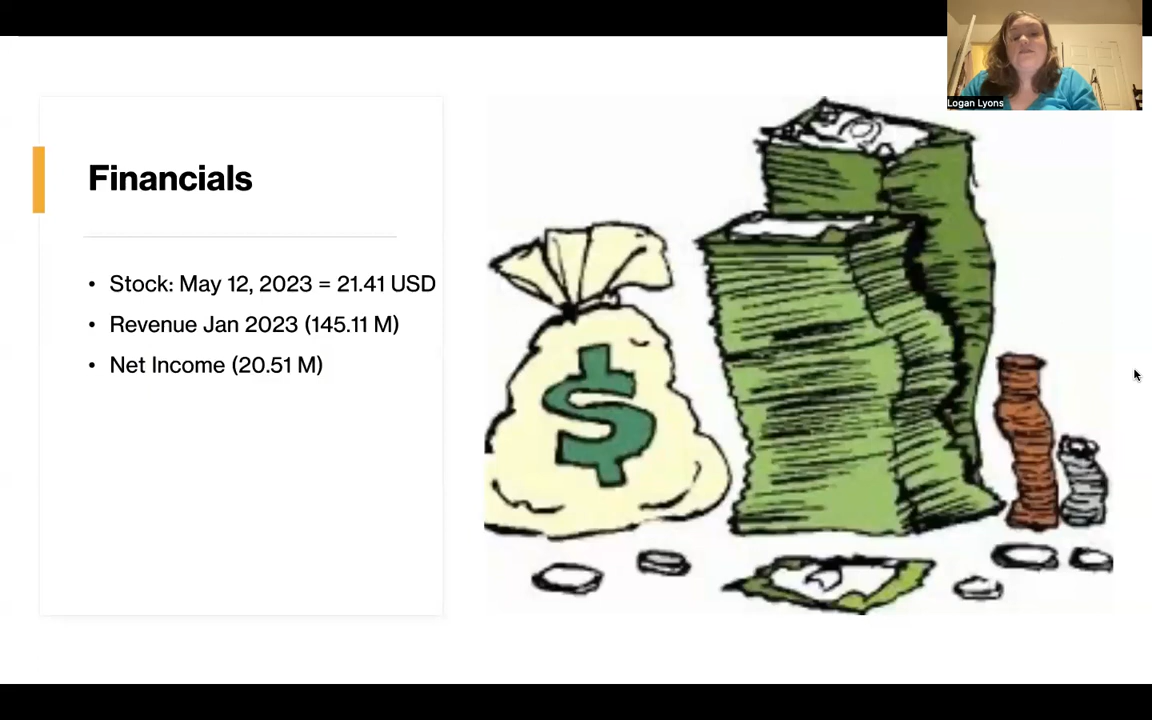 Logan Lyons
Financials
• Stock: May 12, 2023 = 21.41 USD
• Revenue Jan 2023 (145.11 M)
• Net Income (20.51 M)
$